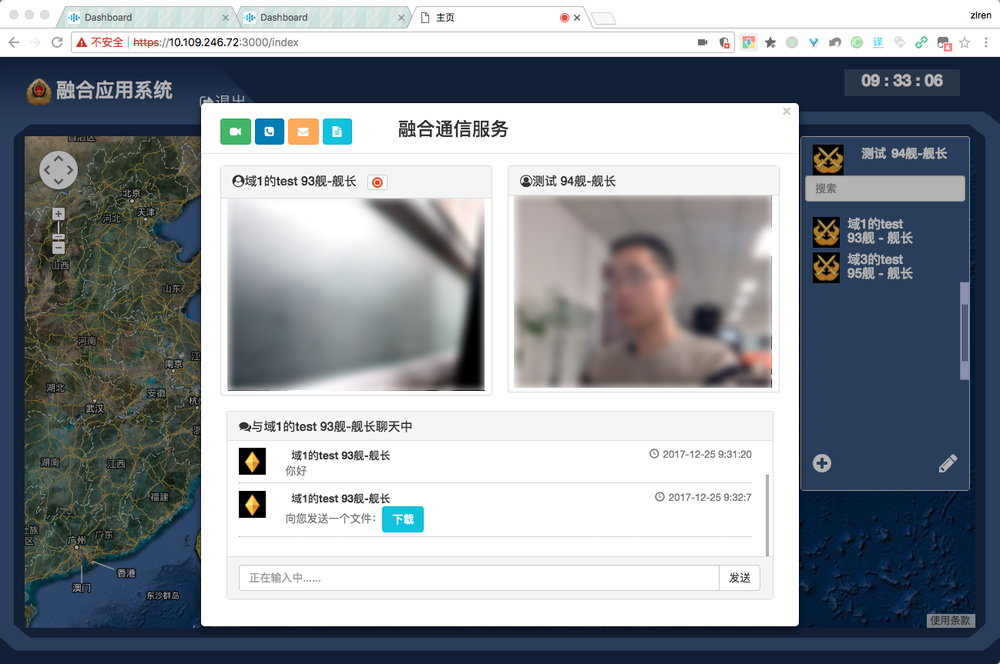 Dashboard
Dashboard
主页
zlren
不安全
https://10.109.246.72:3000/index
译
4
融合应用系统
退出
09 : 33 : 06
融合通信服务
域1的test 93舰-舰长
测试 94舰-舰长
测试 94舰-舰长
搜索
域1的test
93舰 - 舰长
域3的test
95舰 - 舰长
自治区
北京
天津
河北
山西
山东
河南
南京
江
湖北
安徽
武汉
杭州
浙
湖南
江西
福建
壮族
区
广州
广东
香港
澳门
东沙群岛
与域1的test 93舰-舰长聊天中
域1的test 93舰-舰长
2017-12-25 9:31:20
你好
域1的test 93舰-舰长
2017-12-25 9:32:7
向您发送一个文件：
下载
正在输入中......
发送
使用条款